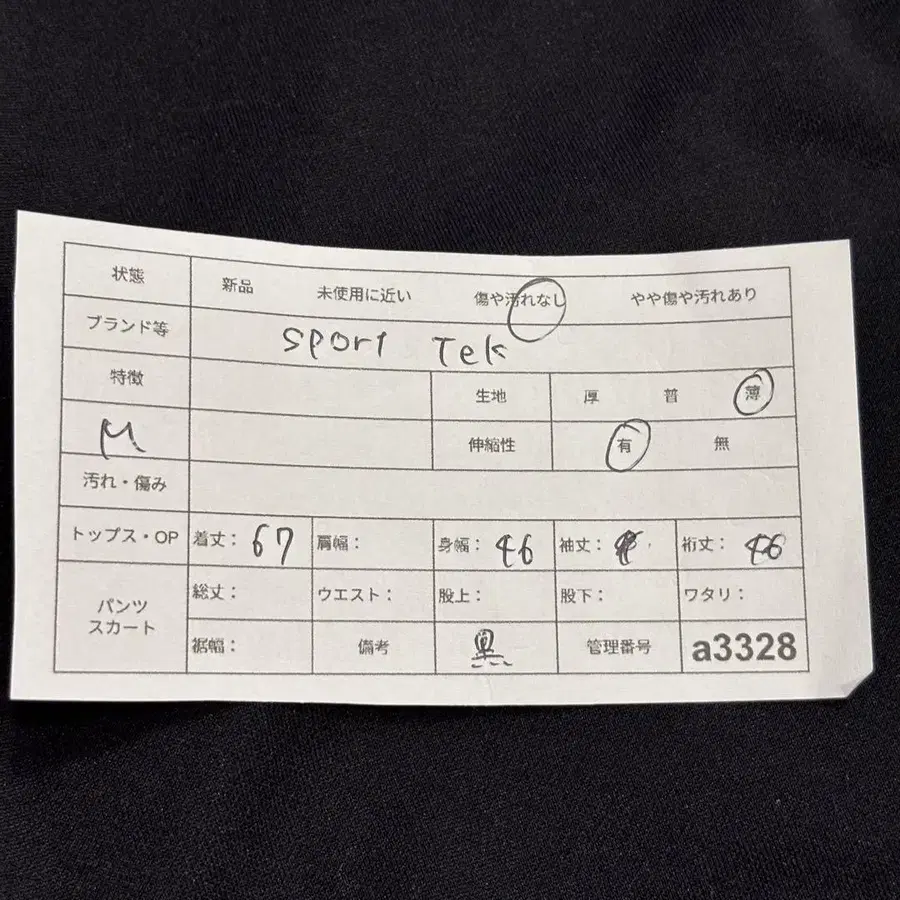 状態 新品 未使用に近い 傷や汚れなし やや傷や汚れあり
ブランド等 sport Tek
特徴 生地 厚 普 薄
M 伸縮性 有 無
汚れ・傷み
トップス・OP 着丈: 67 肩幅: 身幅: 46 袖丈: 裄丈: 46
パンツ スカート 総丈: ウエスト: 股上: 股下: ワタリ:
裾幅: 備考 黒 管理番号 a3328